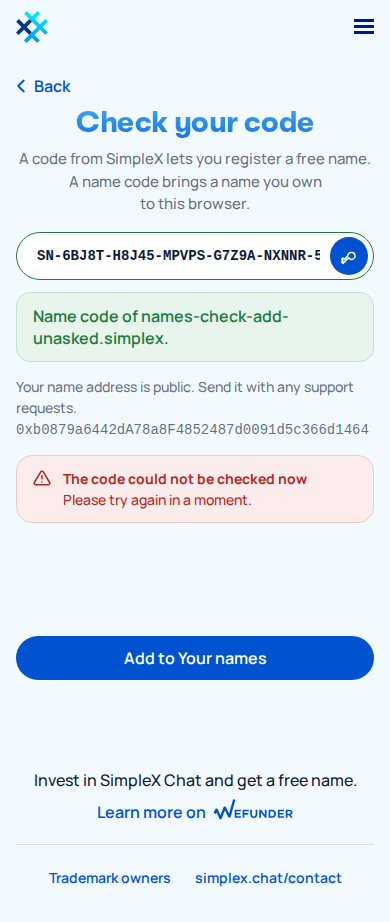 Back
Check your code
A code from SimpleX lets you register a free name.
A name code brings a name you own
to this browser.
SN-6BJ8T-H8J45-MPVPS-G7Z9A-NXNNR-5
Name code of names-check-add-
unasked.simplex.
Your name address is public. Send it with any support
requests.
0xb0879a6442dA78a8F4852487d0091d5c366d1464
The code could not be checked now
Please try again in a moment.
Add to Your names
Invest in SimpleX Chat and get a free name.
Learn more on WEFUNDER
Trademark owners simplex.chat/contact